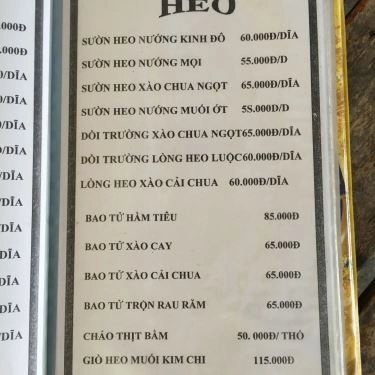 HEO
SƯỜN HEO NƯỚNG KINH ĐÔ 60.000Đ/DĨA
SƯỜN HEO NƯỚNG MỌI 55.000Đ/D
SƯỜN HEO XÀO CHUA NGỌT 65.000Đ/DĨA
SƯỜN HEO NƯỚNG MUỐI ỚT 5S.000Đ/D
DỒI TRƯỜNG XÀO CHUA NGỌT65.000Đ/DĨA
DỒI TRƯỜNG LÒNG HEO LUỘC60.000Đ/DĨA
LÒNG HEO XÀO CẢI CHUA 60.000Đ/DĨA
BAO TỬ HẦM TIÊU 85.000Đ
BAO TỬ XÀO CAY 65.000Đ
BAO TỬ XÀO CẢI CHUA 65.000Đ
BAO TỬ TRỘN RAU RĂM 65.000Đ
CHÁO THỊT BẰM 50. 000Đ/ THỐ
GIÒ HEO MUỐI KIM CHI 115.000Đ